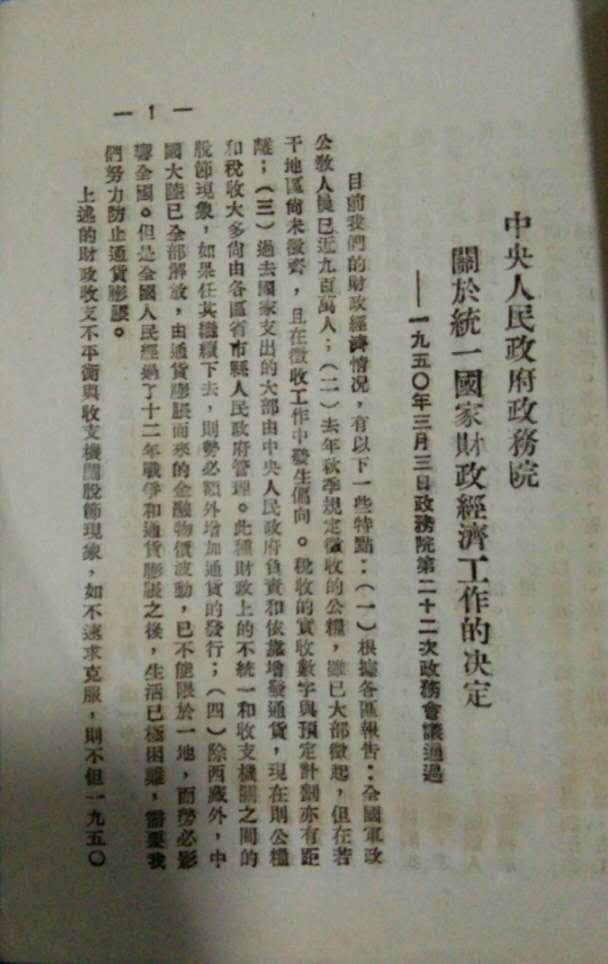 中央人民政府政務院
關於統一國家財政經濟工作的决定
——一九五〇年三月三日政務院第二十二次政務會議通過
目前我們的財政經濟情况，有以下一些特點：（一）根據各區報告：全國軍政
公教人員已近九百萬人；（二）去年秋季規定徵收的公糧，雖已大部徵起，但在若
干地區尚未徵齊，且在徵收工作中發生偏向。稅收的實收數字與預定計劃亦有距
離；（三）過去國家支出的大部由中央人民政府負責和依靠增發通貨，現在則公糧
和稅收大多尚由各區省市縣人民政府管理。此種財政上的不統一和收支機關之間的
脫節現象，如果任其繼續下去，則勢必額外增加通貨的發行；（四）除西藏外，中
國大陸已全部解放，由通貨膨脹而來的金融物價波動，已不能限於一地，而勢必影
響全國。但是全國人民經過了十二年戰爭和通貨膨脹之後，生活已極困難，需要我
們努力防止通貨膨脹。
上述的財政收支不平衡與收支機關脫節現象，如不速求克服，則不但一九五〇
— 1 —